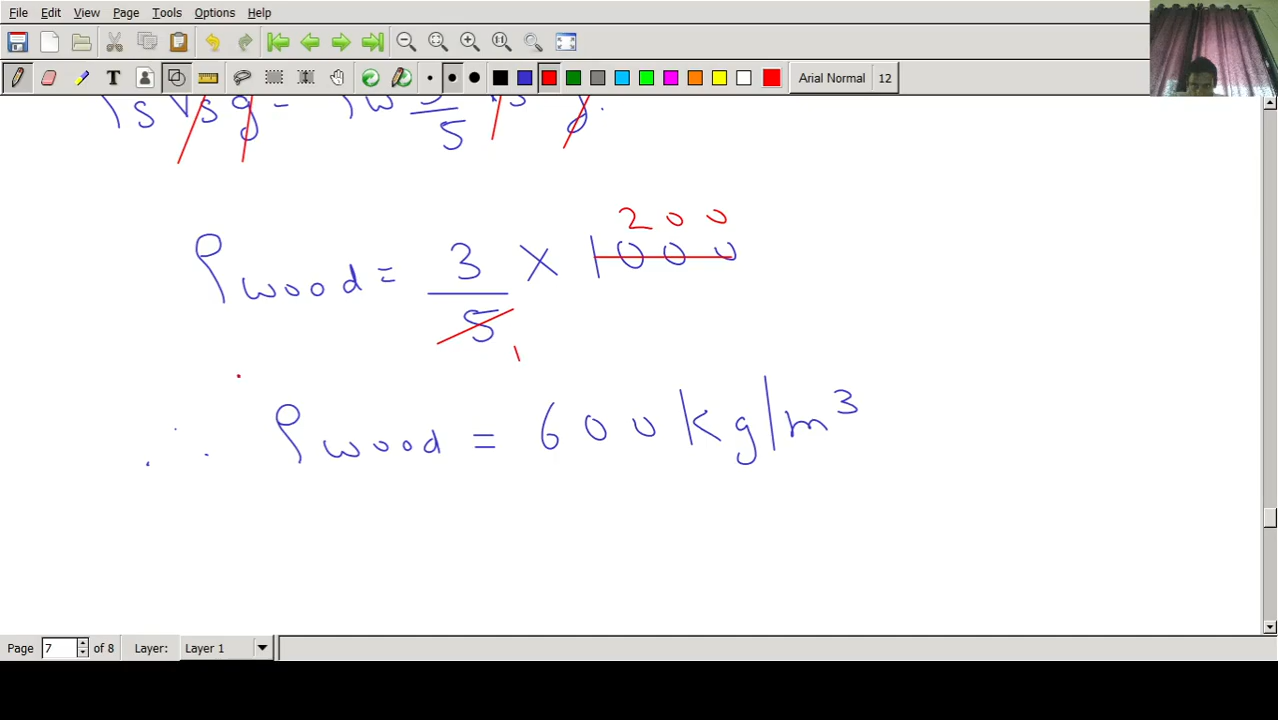 File Edit View Page Tools Options Help
Arial Normal 12
ρwood = 3/5 × 1000
200
1
∴ ρwood = 600 kg/m³
Page 7 of 8 Layer: Layer 1